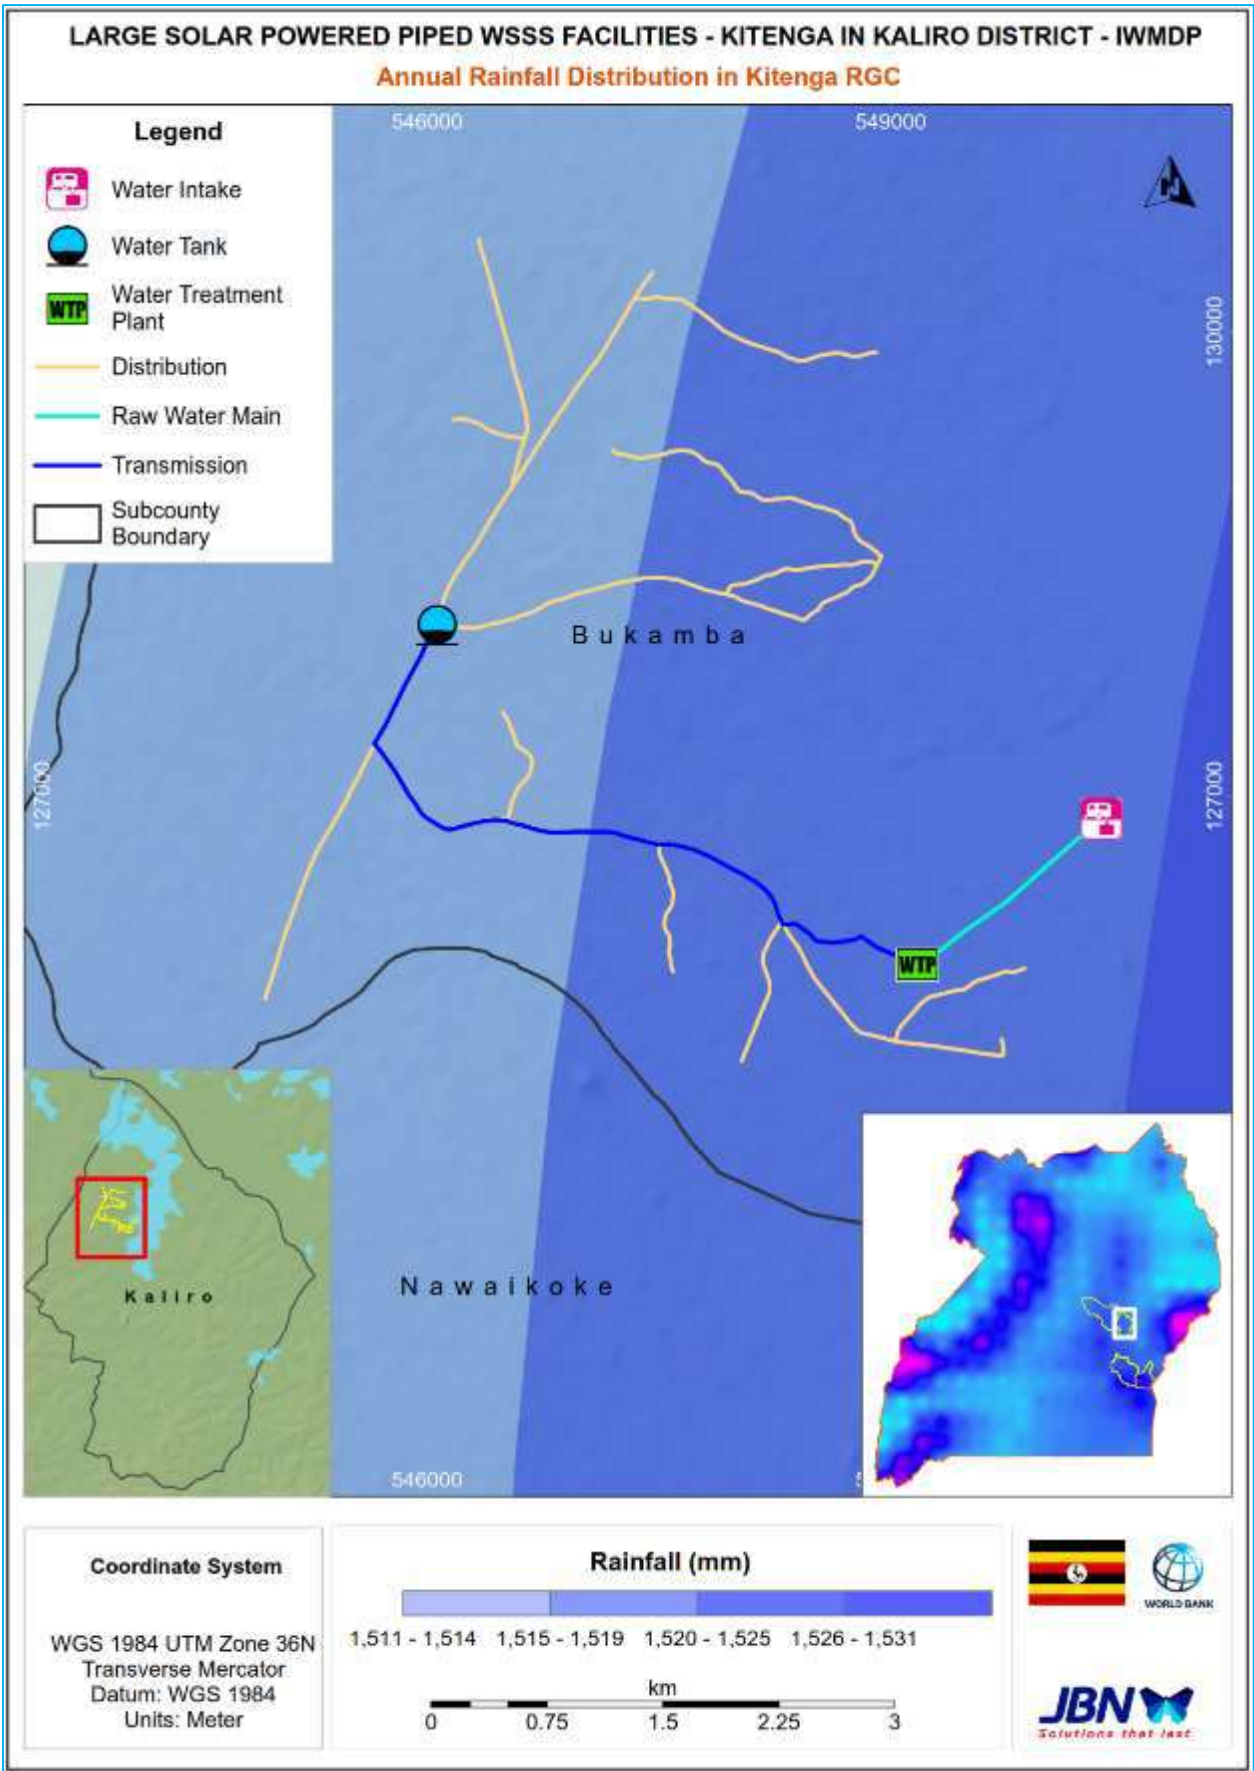 LARGE SOLAR POWERED PIPED WSSS FACILITIES - KITENGA IN KALIRO DISTRICT - IWMDP
Annual Rainfall Distribution in Kitenga RGC
Legend
Water Intake
Water Tank
WTP
Water Treatment
Plant
Distribution
Raw Water Main
Transmission
Subcounty
Boundary
546000
549000
N
130000
127000
127000
Bukamba
WTP
Nawaikoke
Kaliro
546000
Coordinate System
WGS 1984 UTM Zone 36N
Transverse Mercator
Datum: WGS 1984
Units: Meter
Rainfall (mm)
1,511 - 1,514 1,515 - 1,519 1,520 - 1,525 1,526 - 1,531
km
0 0.75 1.5 2.25 3
WORLD BANK
JBN
Solutions that last